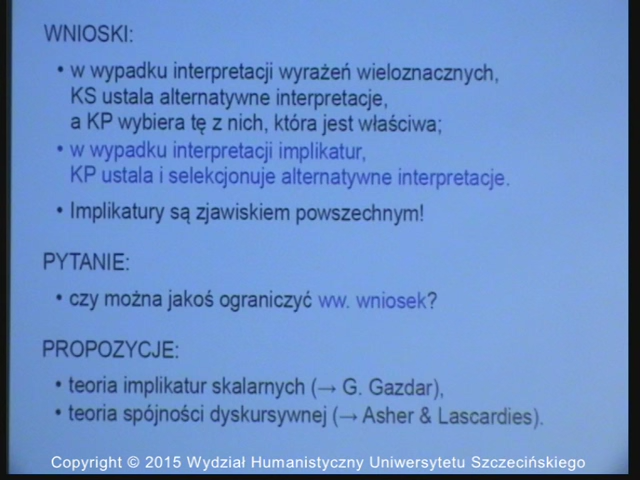 WNIOSKI:
• w wypadku interpretacji wyrażeń wieloznacznych,
KS ustala alternatywne interpretacje,
a KP wybiera tę z nich, która jest właściwa;
• w wypadku interpretacji implikatur,
KP ustala i selekcjonuje alternatywne interpretacje.
• Implikatury są zjawiskiem powszechnym!
PYTANIE:
• czy można jakoś ograniczyć ww. wniosek?
PROPOZYCJE:
• teoria implikatur skalarnych (→ G. Gazdar),
• teoria spójności dyskursywnej (→ Asher & Lascardies).
Copyright © 2015 Wydział Humanistyczny Uniwersytetu Szczecińskiego